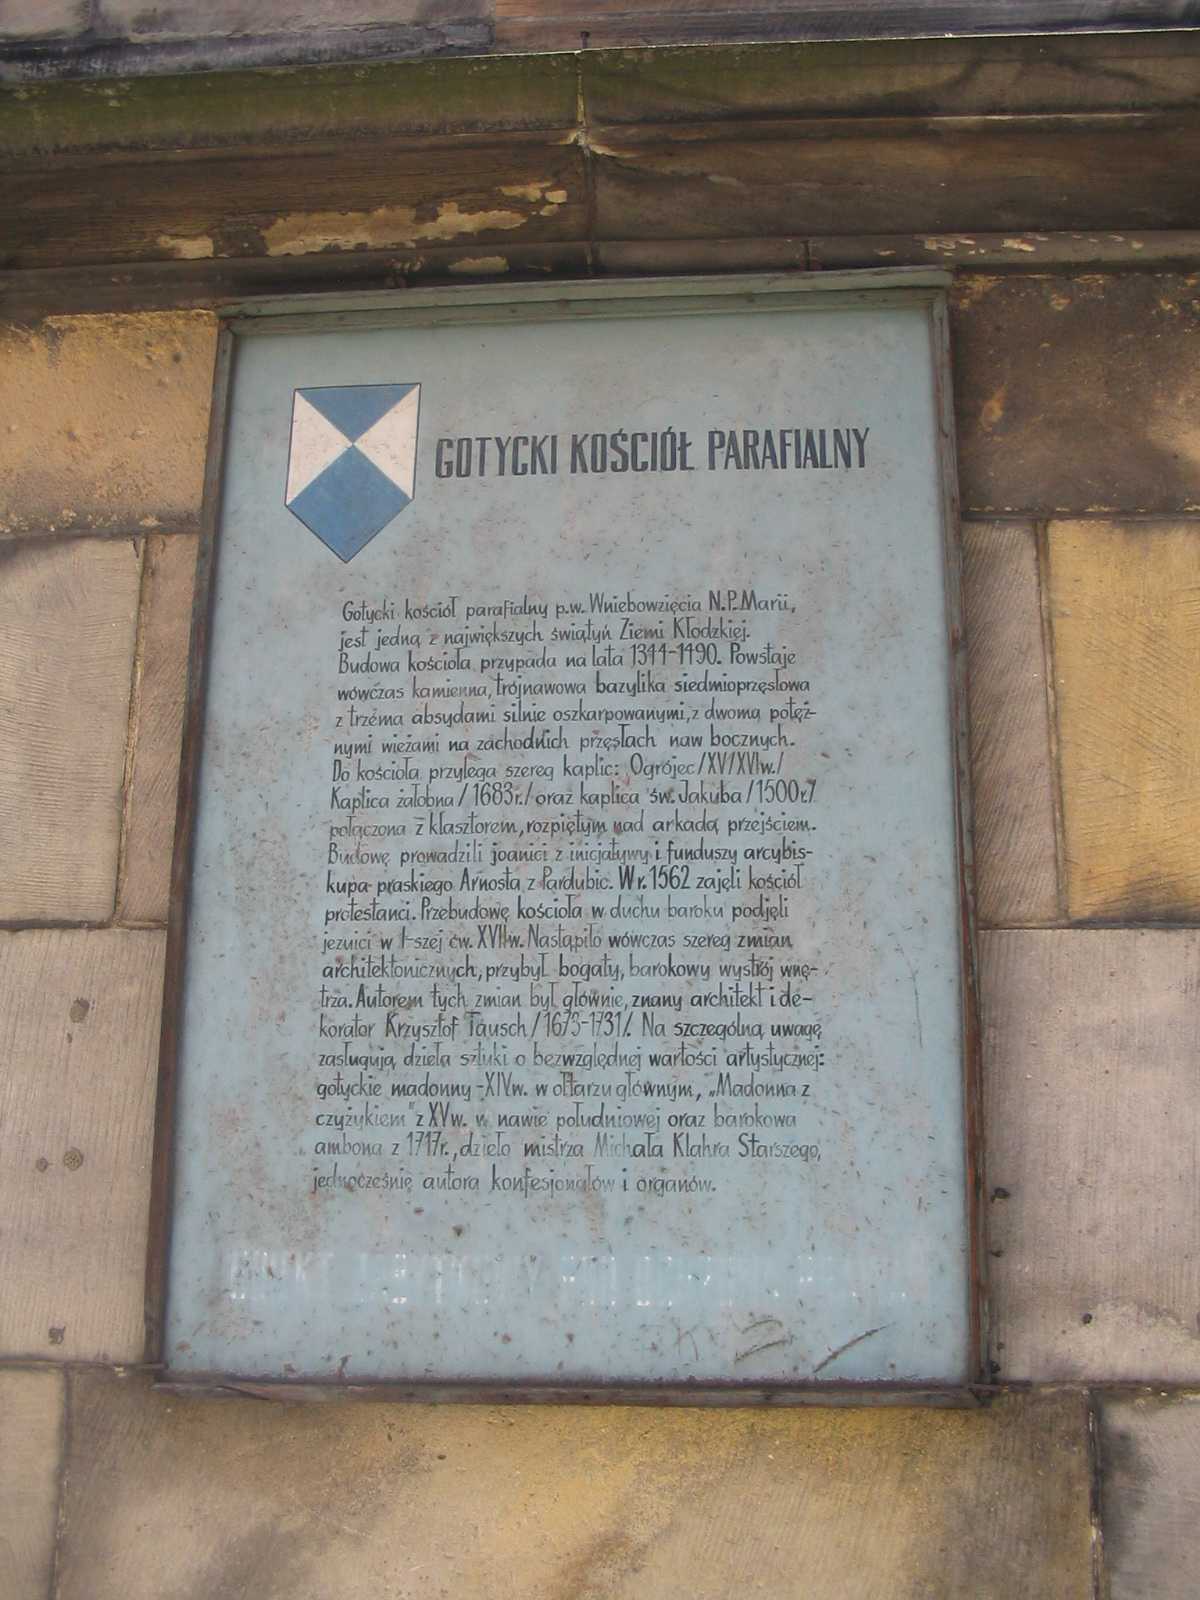 GOTYCKI KOŚCIÓŁ PARAFIALNY
Gotycki kościół parafialny p.w. Wniebowzięcia N.P. Marii,
jest jedną z największych świątyń Ziemi Kłodzkiej.
Budowa kościoła przypada na lata 1344-1490. Powstaje
wówczas kamienna, trójnawowa bazylika siedmioprzęsłowa
z trzema absydami silnie oszkarpowanymi, z dwoma potęż-
nymi wieżami na zachodnich przęsłach naw bocznych.
Do kościoła przylega szereg kaplic: Ogrójec /XV/XVIw./
Kaplica żałobna /1683r./ oraz kaplica św. Jakuba /1500r./
połączona z klasztorem, rozpiętym nad arkadą przejściem.
Budowę prowadzili joanici z inicjatywy i funduszy arcybis-
kupa praskiego Arnosta z Pardubic. W r. 1562 zajęli kościół
protestanci. Przebudowę kościoła w duchu baroku podjęli
jezuici w I-szej ćw. XVIIw. Nastąpiło wówczas szereg zmian
architektonicznych, przybył bogaty, barokowy wystrój wnę-
trza. Autorem tych zmian był głównie, znany architekt i de-
korator Krzysztof Tausch /1673-1731/. Na szczególną uwagę
zasługują dzieła sztuki o bezwzględnej wartości artystycznej:
gotyckie madonny -XIVw. w ołtarzu głównym, „Madonna z
czyżykiem" z XVw. w nawie południowej oraz barokowa
ambona z 1717r., dzieło mistrza Michała Klahra Starszego,
jednocześnie autora konfesjonałów i organów.